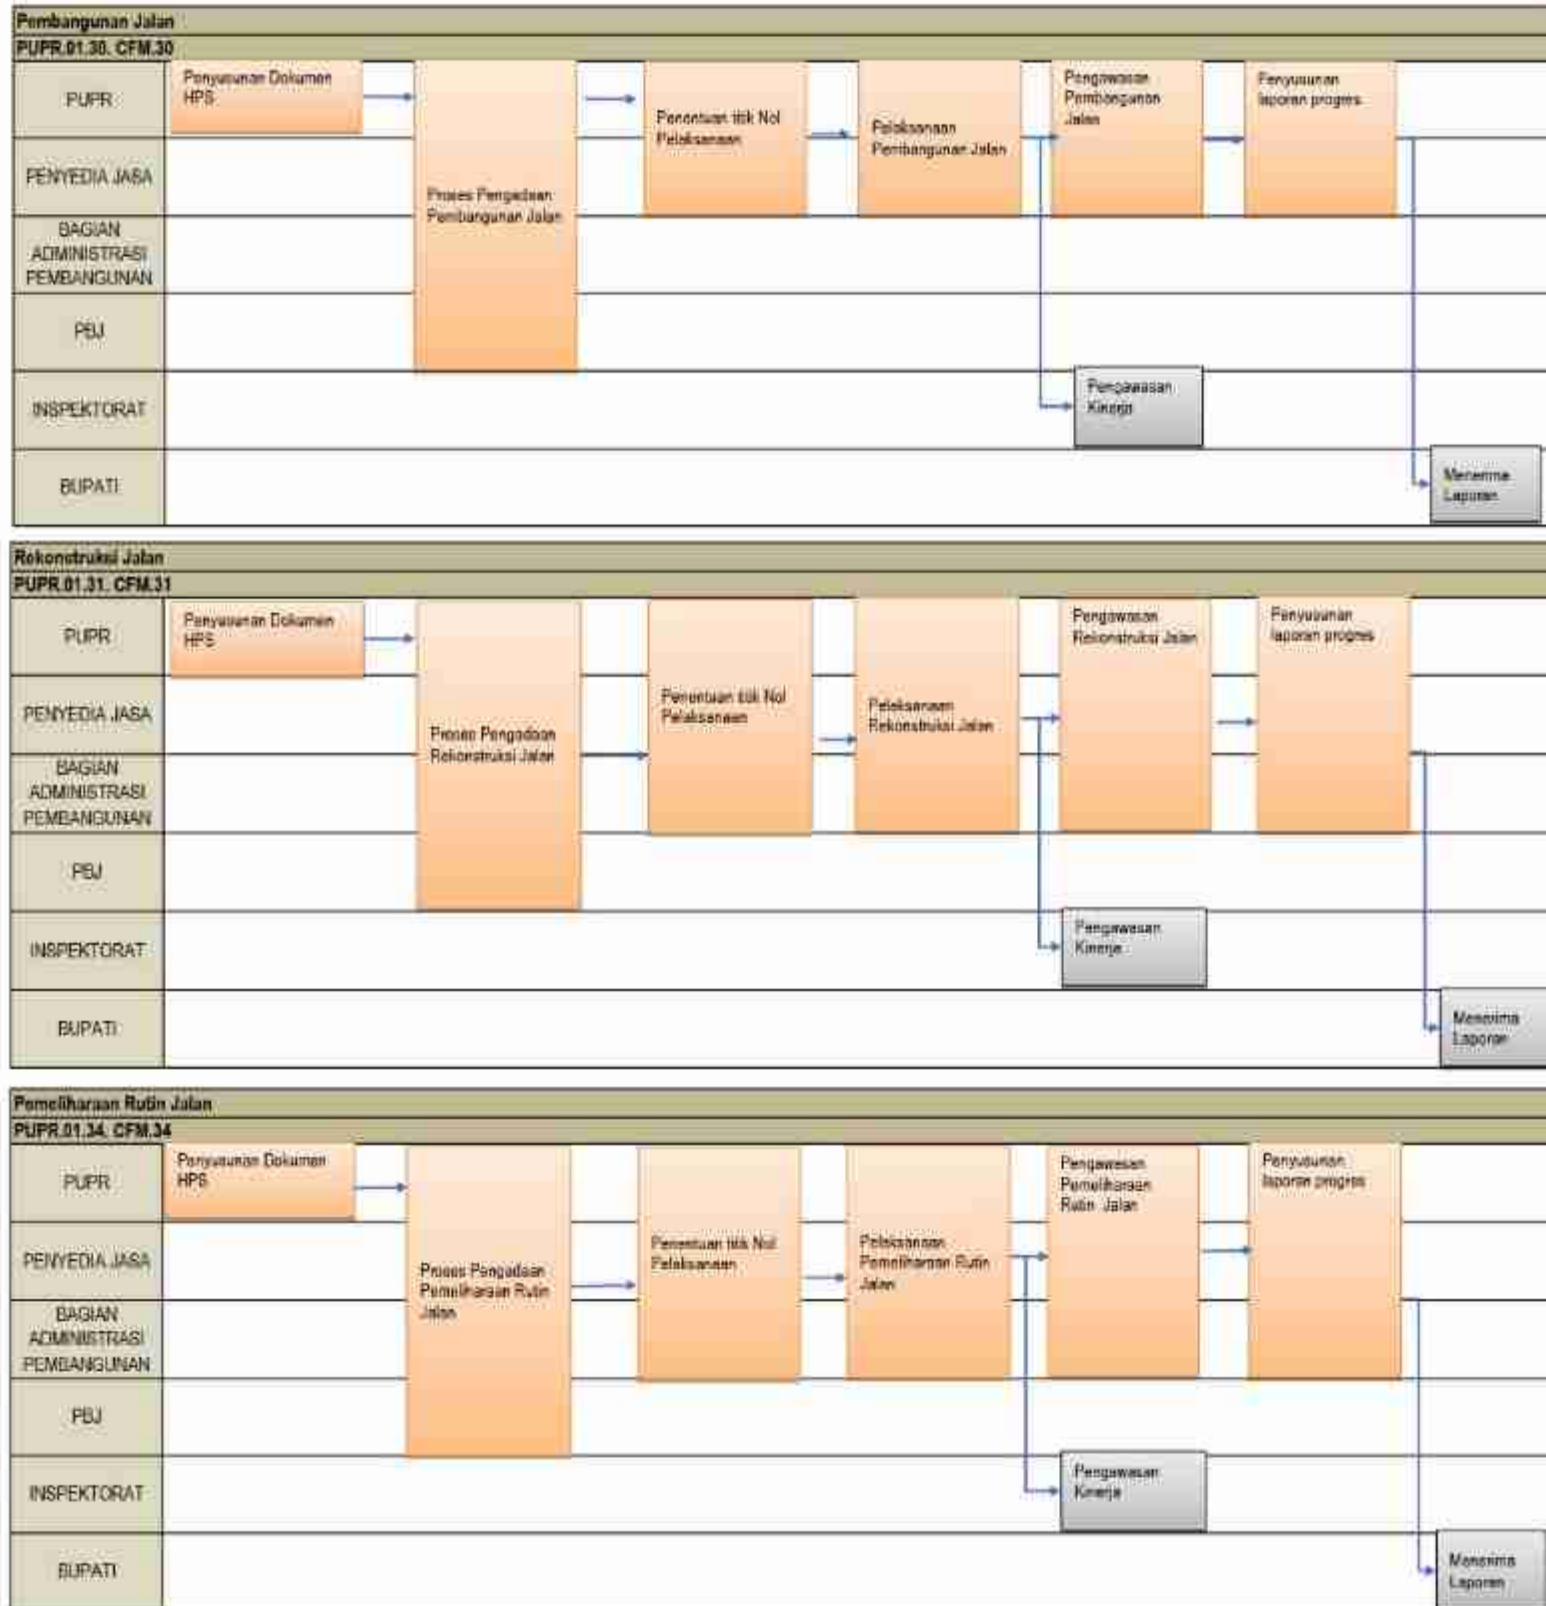 Pembangunan Jalan
PUPR.01.30. CFM.30
PUPR
Penyusunan Dokumen
HPS
Proses Pengadaan
Pembangunan Jalan
Penentuan titik Nol
Pelaksanaan
Pelaksanaan
Pembangunan Jalan
Pengawasan
Pembangunan
Jalan
Penyusunan
laporan progres
PENYEDIA JASA
BAGIAN
ADMINISTRASI
PEMBANGUNAN
PBJ
INSPEKTORAT
Pengawasan
Kinerja
BUPATI
Menerima
Laporan
Rekonstruksi Jalan
PUPR.01.31. CFM.31
PUPR
Penyusunan Dokumen
HPS
Proses Pengadaan
Rekonstruksi Jalan
Penentuan titik Nol
Pelaksanaan
Pelaksanaan
Rekonstruksi Jalan
Pengawasan
Rekonstruksi Jalan
Penyusunan
laporan progres
PENYEDIA JASA
BAGIAN
ADMINISTRASI
PEMBANGUNAN
PBJ
INSPEKTORAT
Pengawasan
Kinerja
BUPATI
Menerima
Laporan
Pemeliharaan Rutin Jalan
PUPR.01.34. CFM.34
PUPR
Penyusunan Dokumen
HPS
Proses Pengadaan
Pemeliharaan Rutin
Jalan
Penentuan titik Nol
Pelaksanaan
Pelaksanaan
Pemeliharaan Rutin
Jalan
Pengawasan
Pemeliharaan
Rutin Jalan
Penyusunan
laporan progres
PENYEDIA JASA
BAGIAN
ADMINISTRASI
PEMBANGUNAN
PBJ
INSPEKTORAT
Pengawasan
Kinerja
BUPATI
Menerima
Laporan